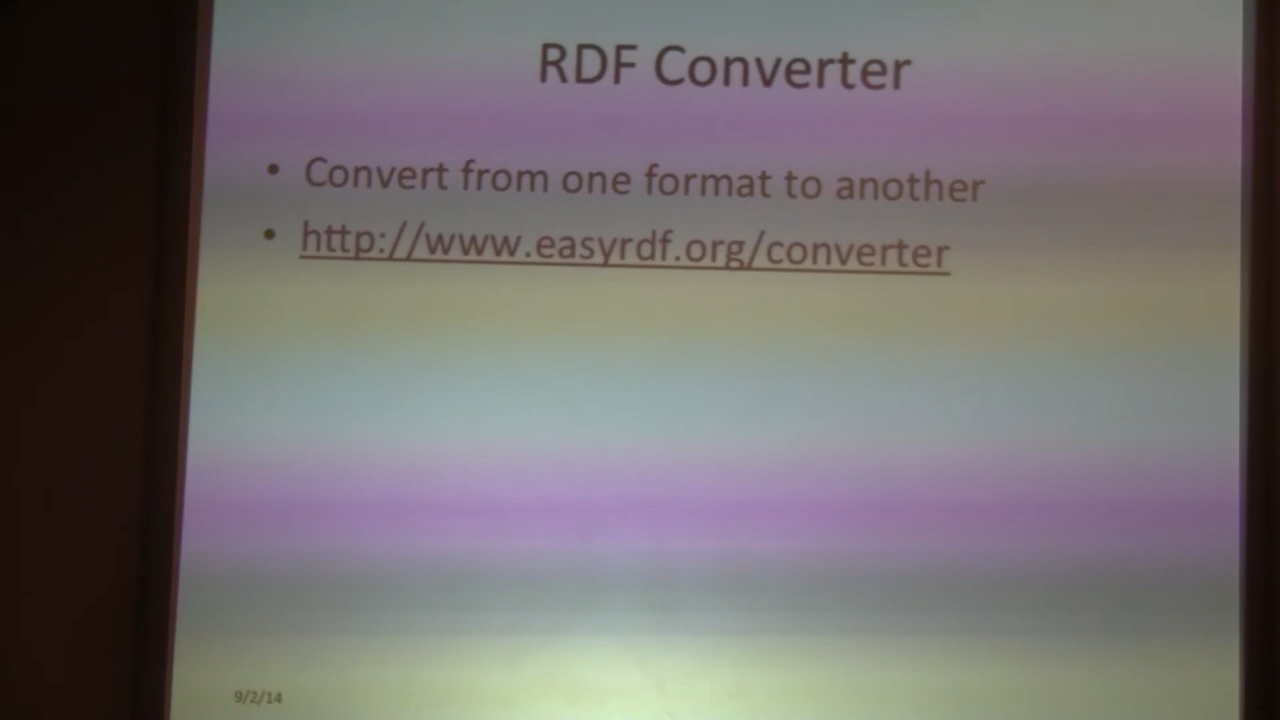 RDF Converter
• Convert from one format to another
• http://www.easyrdf.org/converter
9/2/14